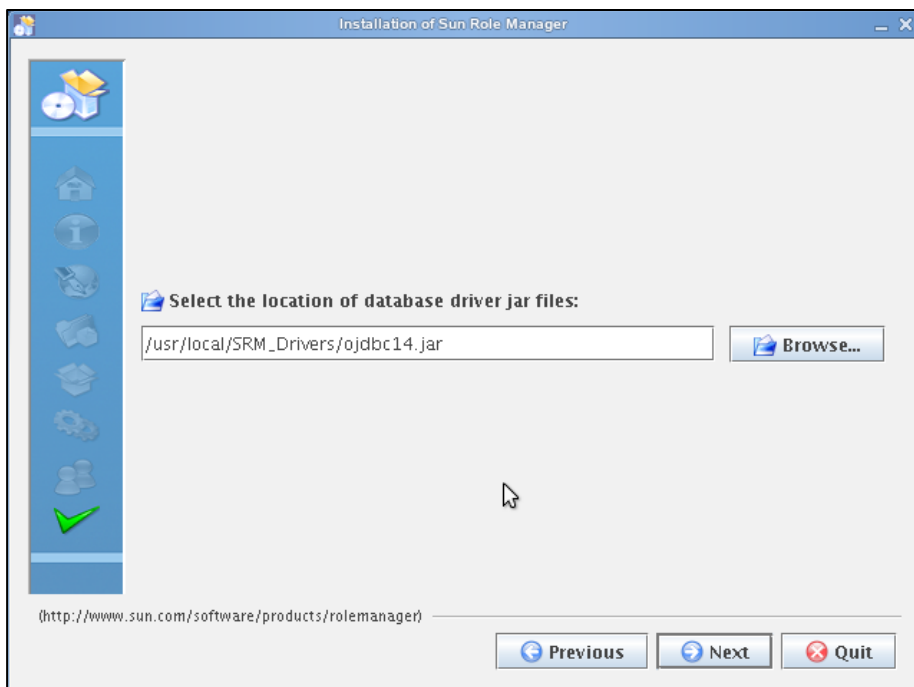 Installation of Sun Role Manager
Select the location of database driver jar files:
/usr/local/SRM_Drivers/ojdbc14.jar
Browse...
(http://www.sun.com/software/products/rolemanager)
Previous
Next
Quit